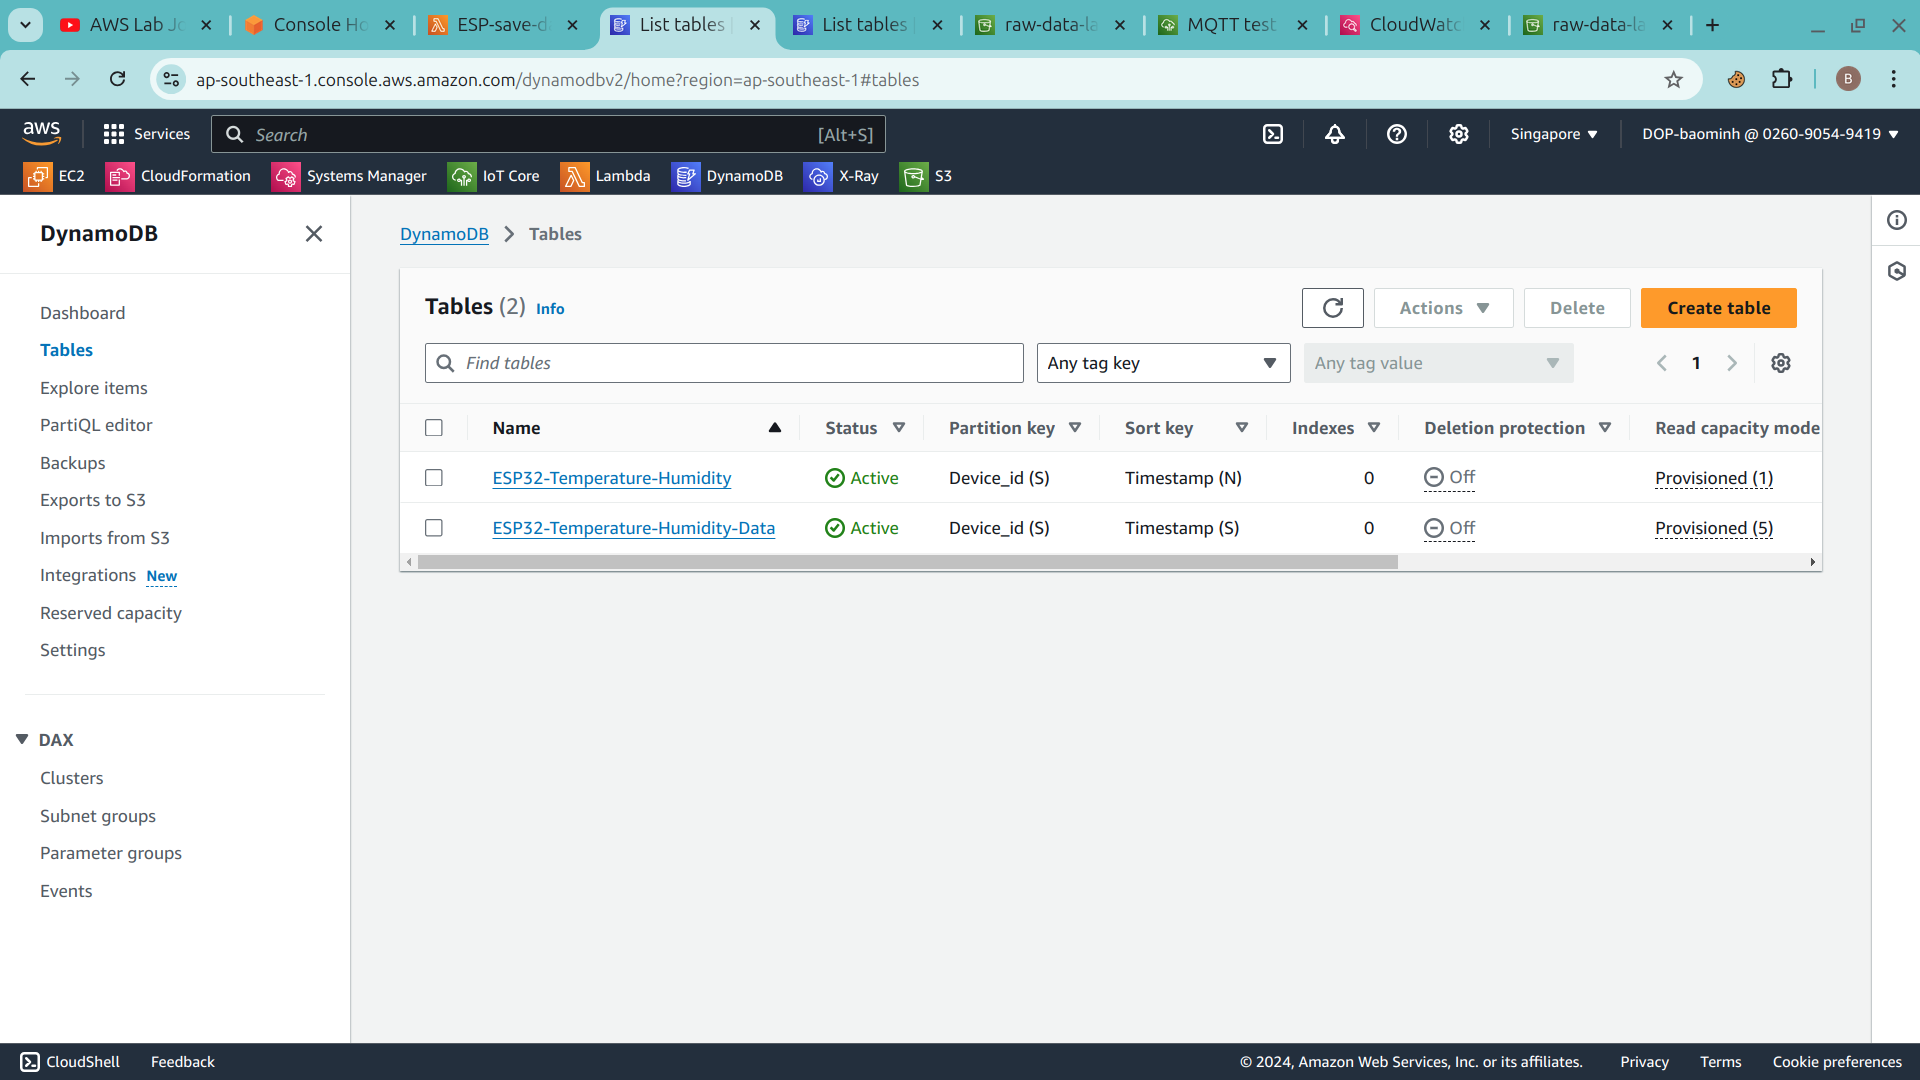 AWS Lab Jo
Console Ho
ESP-save-d
List tables
List tables
raw-data-la
MQTT test
CloudWatc
raw-data-la
ap-southeast-1.console.aws.amazon.com/dynamodbv2/home?region=ap-southeast-1#tables
B
aws
Services
Search
[Alt+S]
Singapore
DOP-baominh @ 0260-9054-9419
EC2
CloudFormation
Systems Manager
IoT Core
Lambda
DynamoDB
X-Ray
S3
DynamoDB
Dashboard
Tables
Explore items
PartiQL editor
Backups
Exports to S3
Imports from S3
Integrations New
Reserved capacity
Settings
DAX
Clusters
Subnet groups
Parameter groups
Events
DynamoDB > Tables
Tables (2) Info
Actions
Delete
Create table
Find tables
Any tag key
Any tag value
1
Name Status Partition key Sort key Indexes Deletion protection Read capacity mode
ESP32-Temperature-Humidity Active Device_id (S) Timestamp (N) 0 Off Provisioned (1)
ESP32-Temperature-Humidity-Data Active Device_id (S) Timestamp (S) 0 Off Provisioned (5)
CloudShell
Feedback
© 2024, Amazon Web Services, Inc. or its affiliates.
Privacy
Terms
Cookie preferences